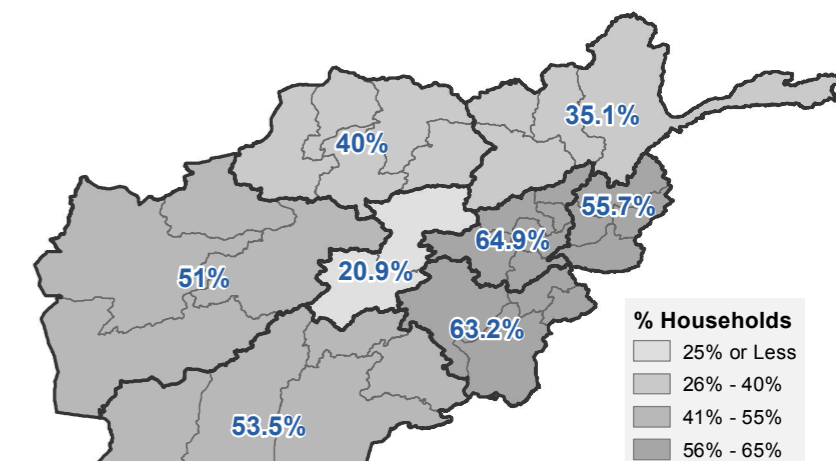 35.1%
40%
55.7%
64.9%
20.9%
51%
63.2%
53.5%
% Households
25% or Less
26% - 40%
41% - 55%
56% - 65%